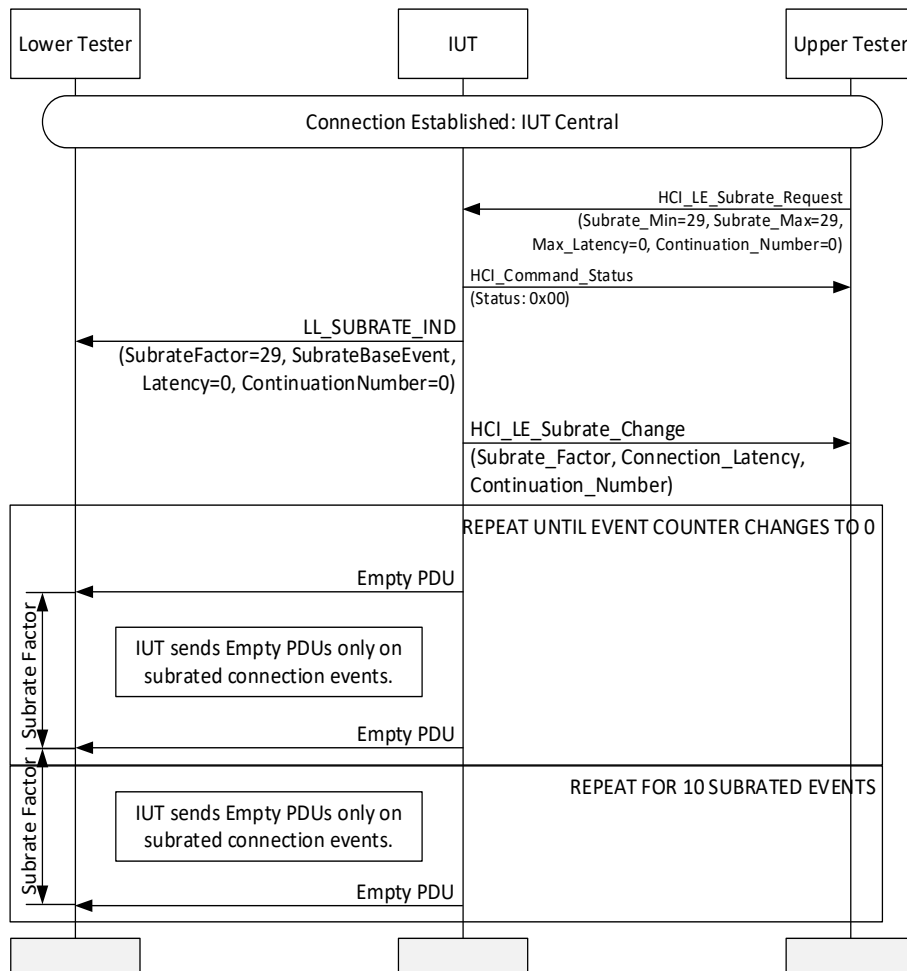 Lower Tester
IUT
Upper Tester
Connection Established: IUT Central
HCI_LE_Subrate_Request
(Subrate_Min=29, Subrate_Max=29,
Max_Latency=0, Continuation_Number=0)
HCI_Command_Status
(Status: 0x00)
LL_SUBRATE_IND
(SubrateFactor=29, SubrateBaseEvent,
Latency=0, ContinuationNumber=0)
HCI_LE_Subrate_Change
(Subrate_Factor, Connection_Latency,
Continuation_Number)
REPEAT UNTIL EVENT COUNTER CHANGES TO 0
Empty PDU
Subrate Factor
IUT sends Empty PDUs only on
subrated connection events.
Empty PDU
REPEAT FOR 10 SUBRATED EVENTS
Subrate Factor
IUT sends Empty PDUs only on
subrated connection events.
Empty PDU